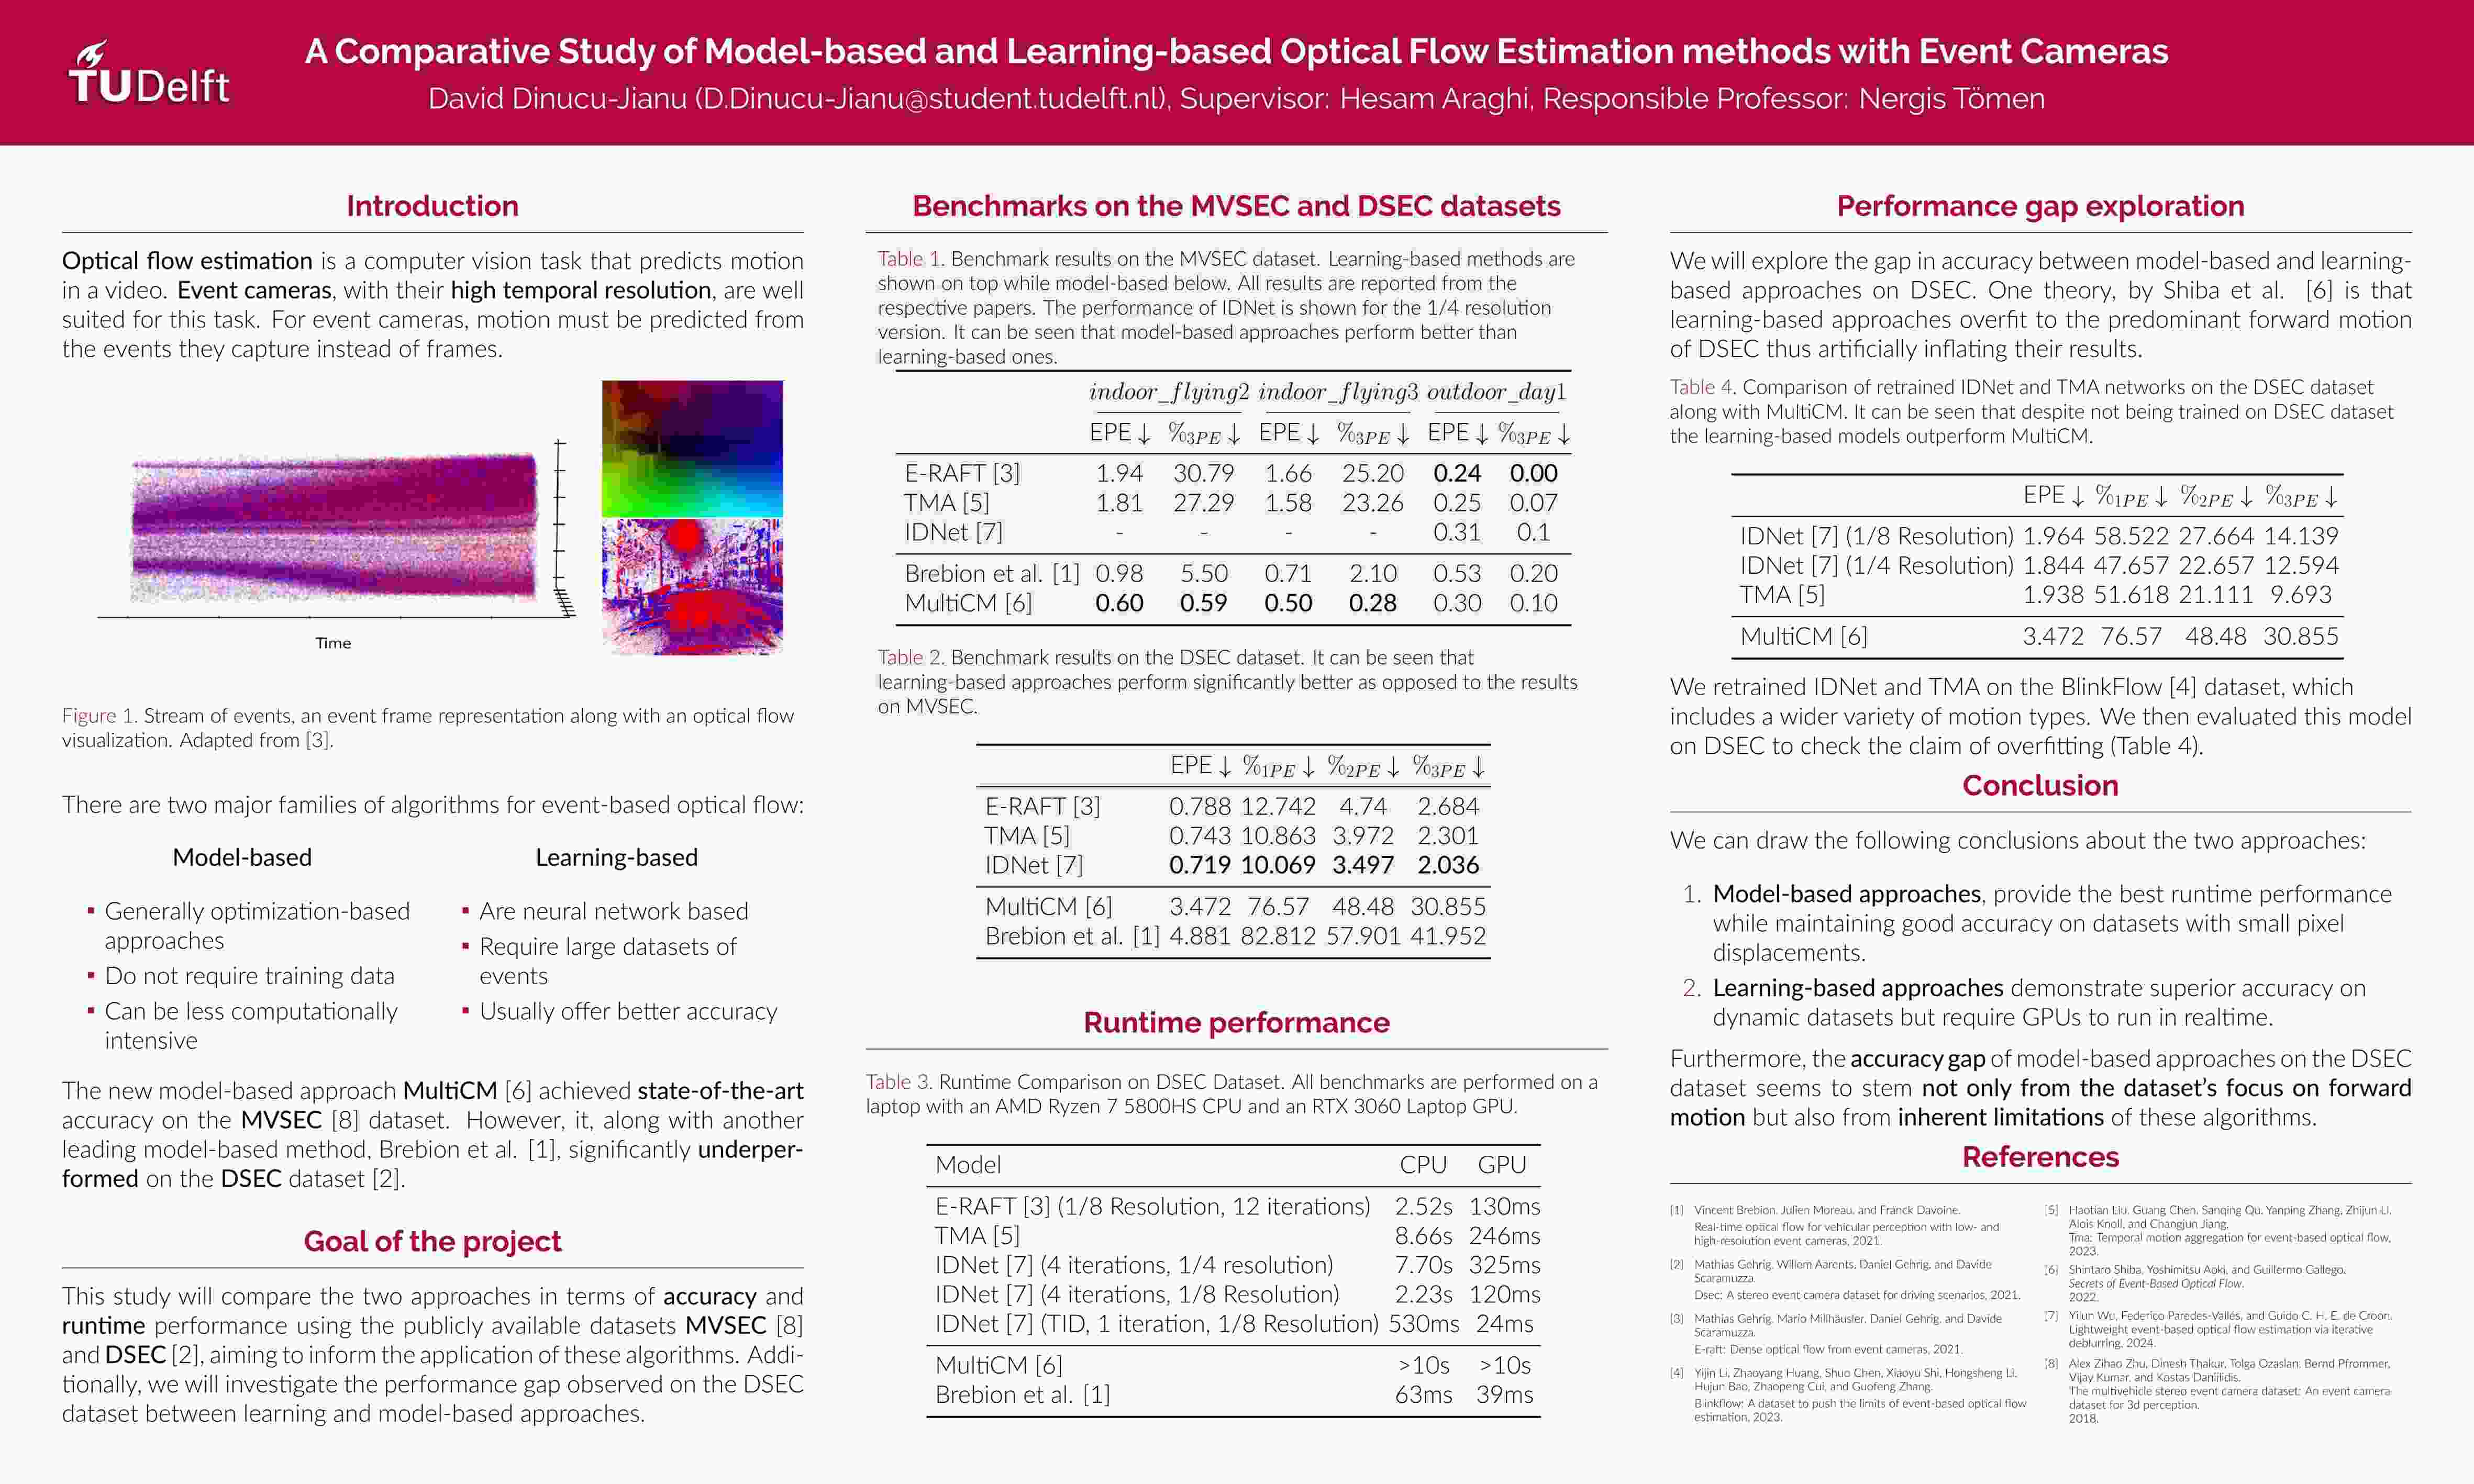 TUDelft
A Comparative Study of Model-based and Learning-based Optical Flow Estimation methods with Event Cameras
David Dinucu-Jianu (D.Dinucu-Jianu@student.tudelft.nl), Supervisor: Hesam Araghi, Responsible Professor: Nergis Tömen
Introduction
Optical flow estimation is a computer vision task that predicts motion
in a video. Event cameras, with their high temporal resolution, are well
suited for this task. For event cameras, motion must be predicted from
the events they capture instead of frames.
Time
Figure 1. Stream of events, an event frame representation along with an optical flow
visualization. Adapted from [3].
There are two major families of algorithms for event-based optical flow:
Model-based
▪ Generally optimization-based
approaches
▪ Do not require training data
▪ Can be less computationally
intensive
Learning-based
▪ Are neural network based
▪ Require large datasets of
events
▪ Usually offer better accuracy
The new model-based approach MultiCM [6] achieved state-of-the-art
accuracy on the MVSEC [8] dataset. However, it, along with another
leading model-based method, Brebion et al. [1], significantly underper-
formed on the DSEC dataset [2].
Goal of the project
This study will compare the two approaches in terms of accuracy and
runtime performance using the publicly available datasets MVSEC [8]
and DSEC [2], aiming to inform the application of these algorithms. Addi-
tionally, we will investigate the performance gap observed on the DSEC
dataset between learning and model-based approaches.
Benchmarks on the MVSEC and DSEC datasets
Table 1. Benchmark results on the MVSEC dataset. Learning-based methods are
shown on top while model-based below. All results are reported from the
respective papers. The performance of IDNet is shown for the 1/4 resolution
version. It can be seen that model-based approaches perform better than
learning-based ones.
indoor_flying2 indoor_flying3 outdoor_day1
EPE ↓ %3PE ↓ EPE ↓ %3PE ↓ EPE ↓ %3PE ↓
E-RAFT [3] 1.94 30.79 1.66 25.20 0.24 0.00
TMA [5] 1.81 27.29 1.58 23.26 0.25 0.07
IDNet [7] - - - - 0.31 0.1
Brebion et al. [1] 0.98 5.50 0.71 2.10 0.53 0.20
MultiCM [6] 0.60 0.59 0.50 0.28 0.30 0.10
Table 2. Benchmark results on the DSEC dataset. It can be seen that
learning-based approaches perform significantly better as opposed to the results
on MVSEC.
EPE ↓ %1PE ↓ %2PE ↓ %3PE ↓
E-RAFT [3] 0.788 12.742 4.74 2.684
TMA [5] 0.743 10.863 3.972 2.301
IDNet [7] 0.719 10.069 3.497 2.036
MultiCM [6] 3.472 76.57 48.48 30.855
Brebion et al. [1] 4.881 82.812 57.901 41.952
Runtime performance
Table 3. Runtime Comparison on DSEC Dataset. All benchmarks are performed on a
laptop with an AMD Ryzen 7 5800HS CPU and an RTX 3060 Laptop GPU.
Model CPU GPU
E-RAFT [3] (1/8 Resolution, 12 iterations) 2.52s 130ms
TMA [5] 8.66s 246ms
IDNet [7] (4 iterations, 1/4 resolution) 7.70s 325ms
IDNet [7] (4 iterations, 1/8 Resolution) 2.23s 120ms
IDNet [7] (TID, 1 iteration, 1/8 Resolution) 530ms 24ms
MultiCM [6] >10s >10s
Brebion et al. [1] 63ms 39ms
Performance gap exploration
We will explore the gap in accuracy between model-based and learning-
based approaches on DSEC. One theory, by Shiba et al. [6] is that
learning-based approaches overfit to the predominant forward motion
of DSEC thus artificially inflating their results.
Table 4. Comparison of retrained IDNet and TMA networks on the DSEC dataset
along with MultiCM. It can be seen that despite not being trained on DSEC dataset
the learning-based models outperform MultiCM.
EPE ↓ %1PE ↓ %2PE ↓ %3PE ↓
IDNet [7] (1/8 Resolution) 1.964 58.522 27.664 14.139
IDNet [7] (1/4 Resolution) 1.844 47.657 22.657 12.594
TMA [5] 1.938 51.618 21.111 9.693
MultiCM [6] 3.472 76.57 48.48 30.855
We retrained IDNet and TMA on the BlinkFlow [4] dataset, which
includes a wider variety of motion types. We then evaluated this model
on DSEC to check the claim of overfitting (Table 4).
Conclusion
We can draw the following conclusions about the two approaches:
1. Model-based approaches, provide the best runtime performance
while maintaining good accuracy on datasets with small pixel
displacements.
2. Learning-based approaches demonstrate superior accuracy on
dynamic datasets but require GPUs to run in realtime.
Furthermore, the accuracy gap of model-based approaches on the DSEC
dataset seems to stem not only from the dataset's focus on forward
motion but also from inherent limitations of these algorithms.
References
[1] Vincent Brebion, Julien Moreau, and Franck Davoine.
Real-time optical flow for vehicular perception with low- and
high-resolution event cameras, 2021.
[2] Mathias Gehrig, Willem Aarents, Daniel Gehrig, and Davide
Scaramuzza.
Dsec: A stereo event camera dataset for driving scenarios, 2021.
[3] Mathias Gehrig, Mario Millhäusler, Daniel Gehrig, and Davide
Scaramuzza.
E-raft: Dense optical flow from event cameras, 2021.
[4] Yijin Li, Zhaoyang Huang, Shuo Chen, Xiaoyu Shi, Hongsheng Li,
Hujun Bao, Zhaopeng Cui, and Guofeng Zhang.
Blinkflow: A dataset to push the limits of event-based optical flow
estimation, 2023.
[5] Haotian Liu, Guang Chen, Sanqing Qu, Yanping Zhang, Zhijun Li,
Alois Knoll, and Changjun Jiang.
Tma: Temporal motion aggregation for event-based optical flow,
2023.
[6] Shintaro Shiba, Yoshimitsu Aoki, and Guillermo Gallego.
Secrets of Event-Based Optical Flow.
2022.
[7] Yilun Wu, Federico Paredes-Vallés, and Guido C. H. E. de Croon.
Lightweight event-based optical flow estimation via iterative
deblurring, 2024.
[8] Alex Zihao Zhu, Dinesh Thakur, Tolga Ozaslan, Bernd Pfrommer,
Vijay Kumar, and Kostas Daniilidis.
The multivehicle stereo event camera dataset: An event camera
dataset for 3d perception.
2018.